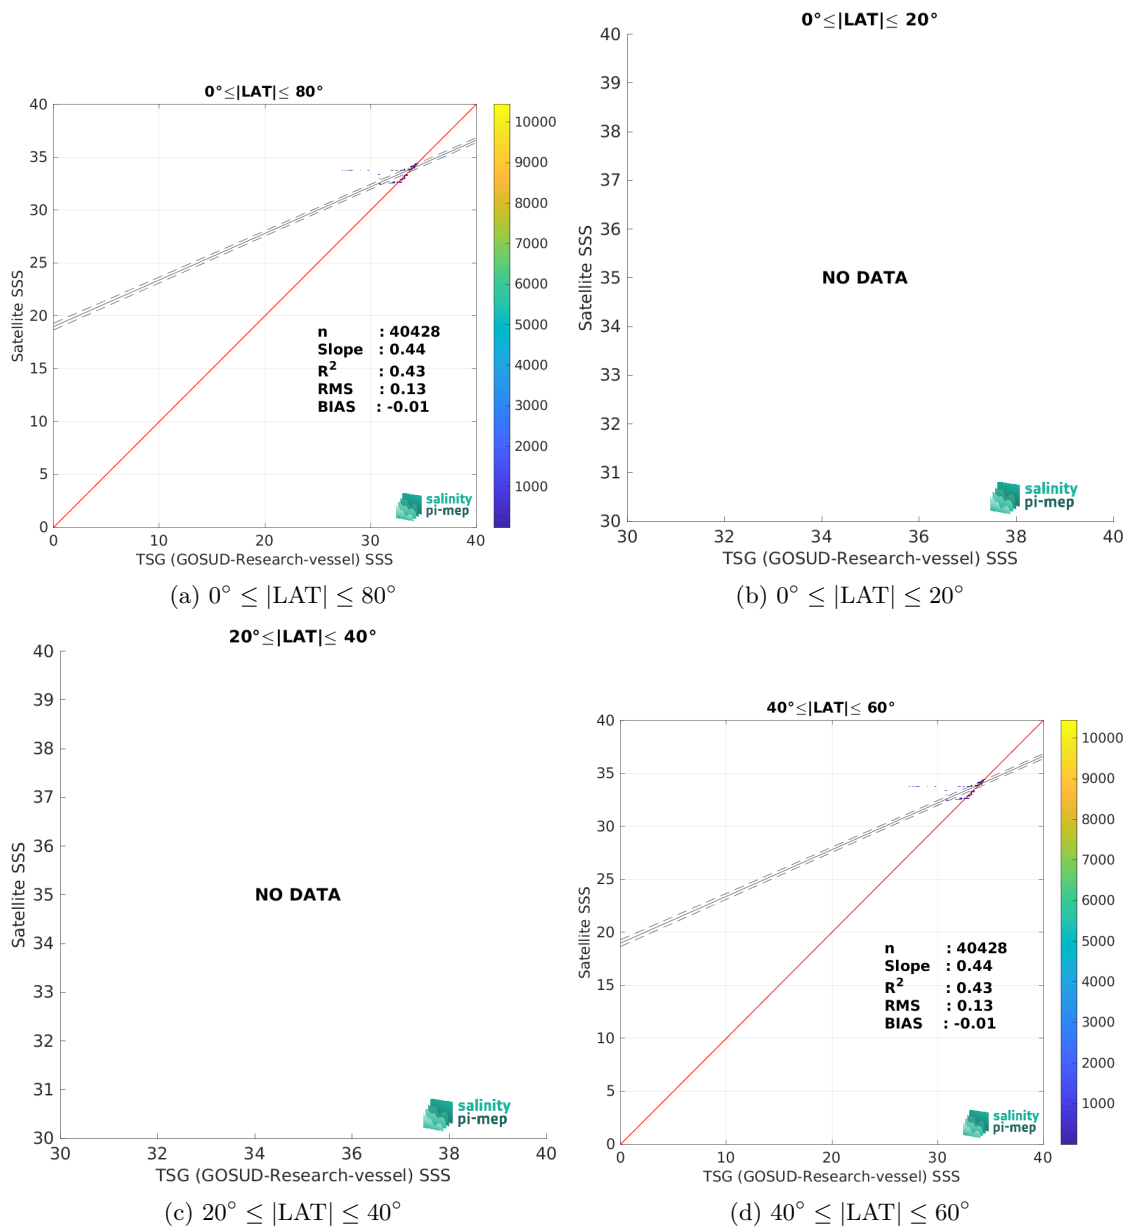 0°≤|LAT|≤ 80°
40
35
30
25
20
15
10
5
0
Satellite SSS
n : 40428
Slope : 0.44
R² : 0.43
RMS : 0.13
BIAS : -0.01
salinity
pi-mep
0 10 20 30 40
TSG (GOSUD-Research-vessel) SSS
10000
9000
8000
7000
6000
5000
4000
3000
2000
1000
(a) 0° ≤ |LAT| ≤ 80°
0°≤|LAT|≤ 20°
40
39
38
37
36
35
34
33
32
31
30
Satellite SSS
NO DATA
salinity
pi-mep
30 32 34 36 38 40
TSG (GOSUD-Research-vessel) SSS
(b) 0° ≤ |LAT| ≤ 20°
20°≤|LAT|≤ 40°
40
39
38
37
36
35
34
33
32
31
30
Satellite SSS
NO DATA
salinity
pi-mep
30 32 34 36 38 40
TSG (GOSUD-Research-vessel) SSS
(c) 20° ≤ |LAT| ≤ 40°
40°≤|LAT|≤ 60°
40
35
30
25
20
15
10
5
0
Satellite SSS
n : 40428
Slope : 0.44
R² : 0.43
RMS : 0.13
BIAS : -0.01
salinity
pi-mep
0 10 20 30 40
TSG (GOSUD-Research-vessel) SSS
10000
9000
8000
7000
6000
5000
4000
3000
2000
1000
(d) 40° ≤ |LAT| ≤ 60°